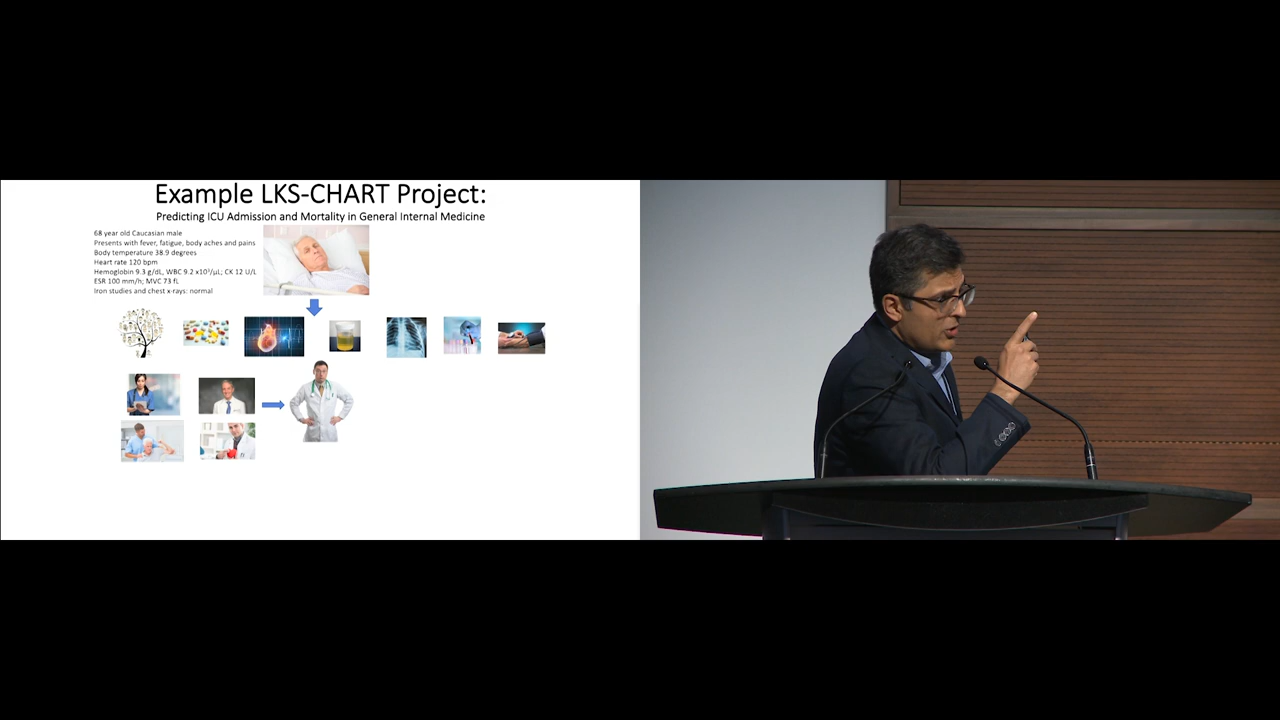 Example LKS-CHART Project:
Predicting ICU Admission and Mortality in General Internal Medicine
68 year old Caucasian male
Presents with fever, fatigue, body aches and pains
Body temperature 38.9 degrees
Heart rate 120 bpm
Hemoglobin 9.3 g/dL, WBC 9.2 x10³/µL; CK 12 U/L
ESR 100 mm/h; MVC 73 fL
Iron studies and chest x-rays: normal